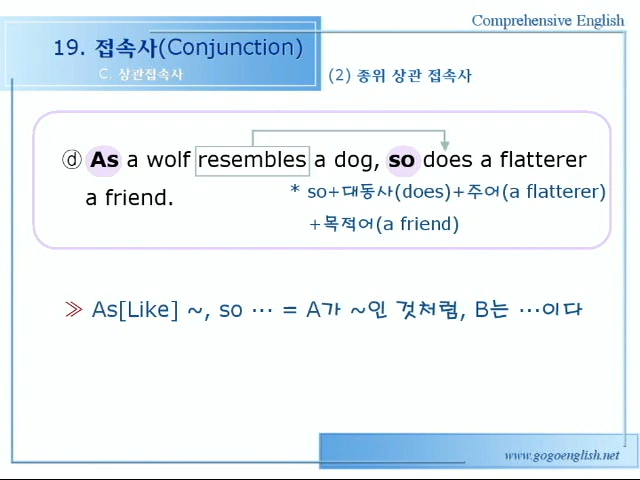 Comprehensive English
19. 접속사(Conjunction)
C. 상관접속사
(2) 종위 상관 접속사
ⓓ As a wolf resembles a dog, so does a flatterer
a friend.
* so+대동사(does)+주어(a flatterer)
+목적어(a friend)
≫ As[Like] ~, so ··· = A가 ~인 것처럼, B는 ···이다
www.gogoenglish.net